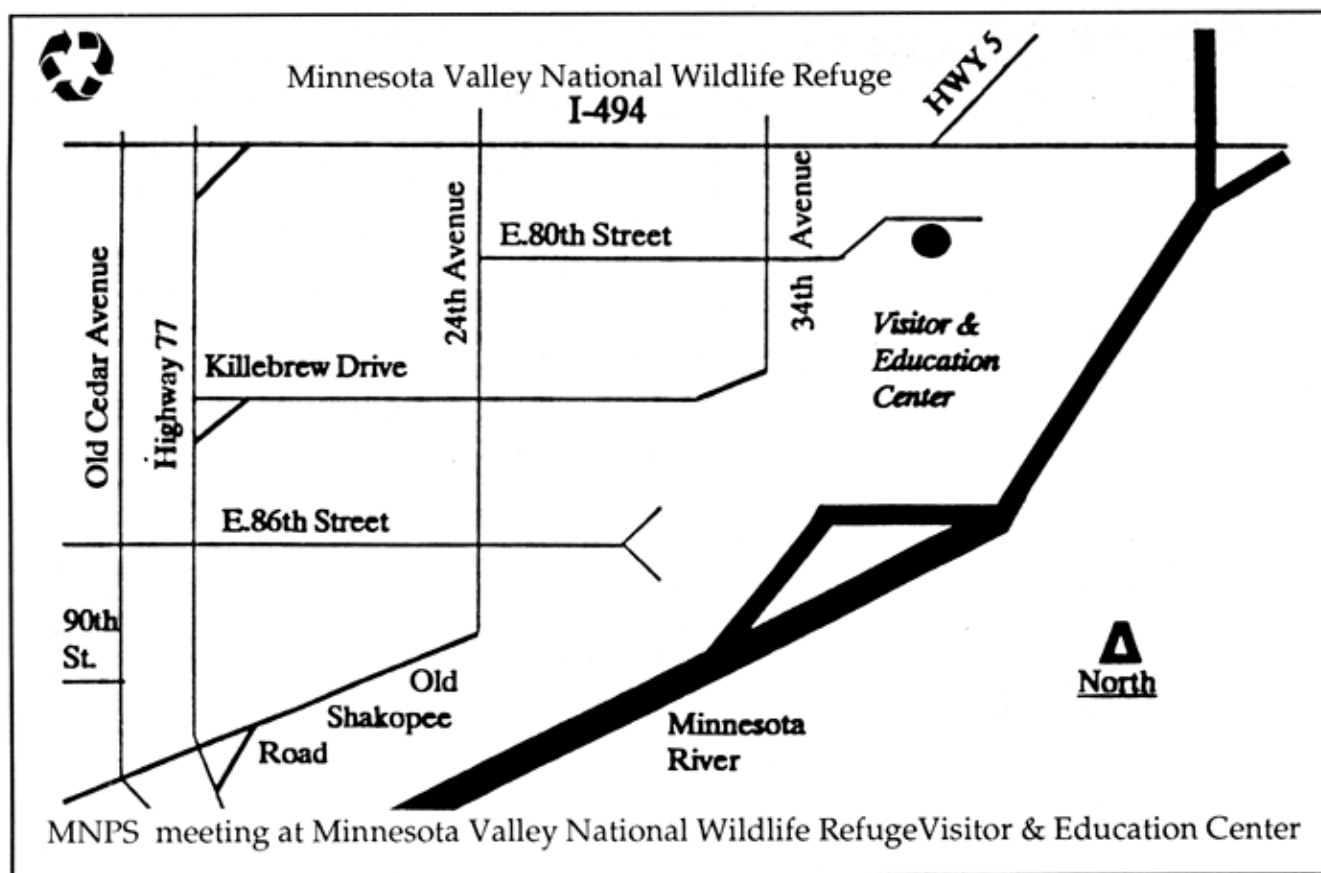 Minnesota Valley National Wildlife Refuge
I-494
HWY 5
Old Cedar Avenue
Highway 77
24th Avenue
34th Avenue
E.80th Street
Killebrew Drive
Visitor &
Education
Center
E.86th Street
90th
St.
Old
Shakopee
Road
Minnesota
River
North
MNPS meeting at Minnesota Valley National Wildlife RefugeVisitor & Education Center